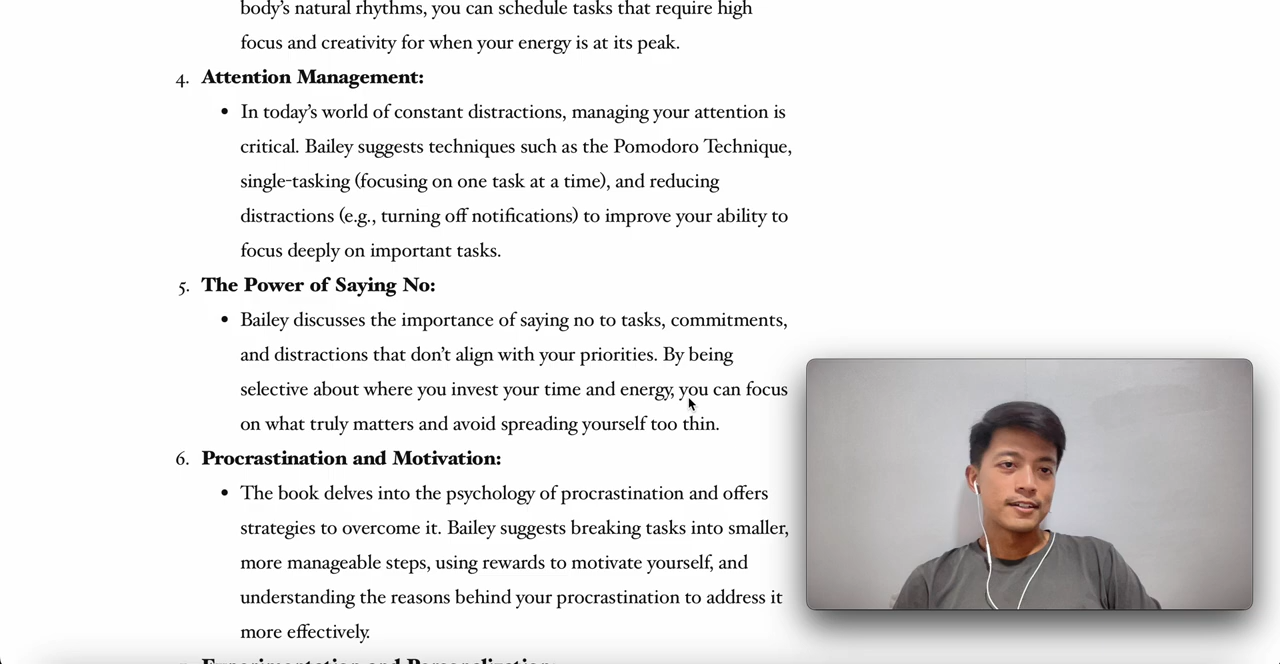 body’s natural rhythms, you can schedule tasks that require high
focus and creativity for when your energy is at its peak.
4. Attention Management:
• In today’s world of constant distractions, managing your attention is
critical. Bailey suggests techniques such as the Pomodoro Technique,
single-tasking (focusing on one task at a time), and reducing
distractions (e.g., turning off notifications) to improve your ability to
focus deeply on important tasks.
5. The Power of Saying No:
• Bailey discusses the importance of saying no to tasks, commitments,
and distractions that don’t align with your priorities. By being
selective about where you invest your time and energy, you can focus
on what truly matters and avoid spreading yourself too thin.
6. Procrastination and Motivation:
• The book delves into the psychology of procrastination and offers
strategies to overcome it. Bailey suggests breaking tasks into smaller,
more manageable steps, using rewards to motivate yourself, and
understanding the reasons behind your procrastination to address it
more effectively.
Experimentation and Personalization: